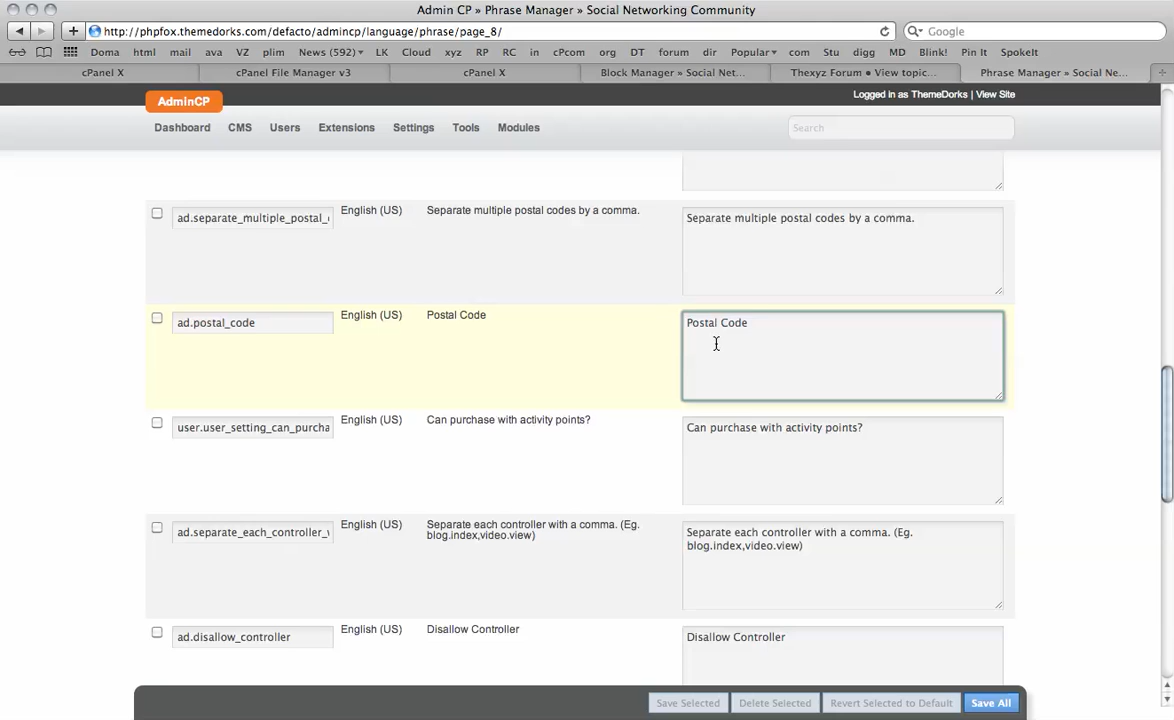 Admin CP » Phrase Manager » Social Networking Community
http://phpfox.themedorks.com/defacto/admincp/language/phrase/page_8/
Google
Doma html mail ava VZ plim News (592) LK Cloud xyz RP RC in cPcom org DT forum dir Popular com Stu digg MD Blink! Pin It SpokeIt
cPanel X cPanel File Manager v3 cPanel X Block Manager » Social Net... Thexyz Forum • View topic... Phrase Manager » Social Ne...
AdminCP
Logged in as ThemeDorks | View Site
Dashboard CMS Users Extensions Settings Tools Modules
Search
ad.separate_multiple_postal_ English (US) Separate multiple postal codes by a comma. Separate multiple postal codes by a comma.
ad.postal_code English (US) Postal Code Postal Code
user.user_setting_can_purcha English (US) Can purchase with activity points? Can purchase with activity points?
ad.separate_each_controller_ English (US) Separate each controller with a comma. (Eg. Separate each controller with a comma. (Eg.
blog.index,video.view) blog.index,video.view)
ad.disallow_controller English (US) Disallow Controller Disallow Controller
Save Selected Delete Selected Revert Selected to Default Save All